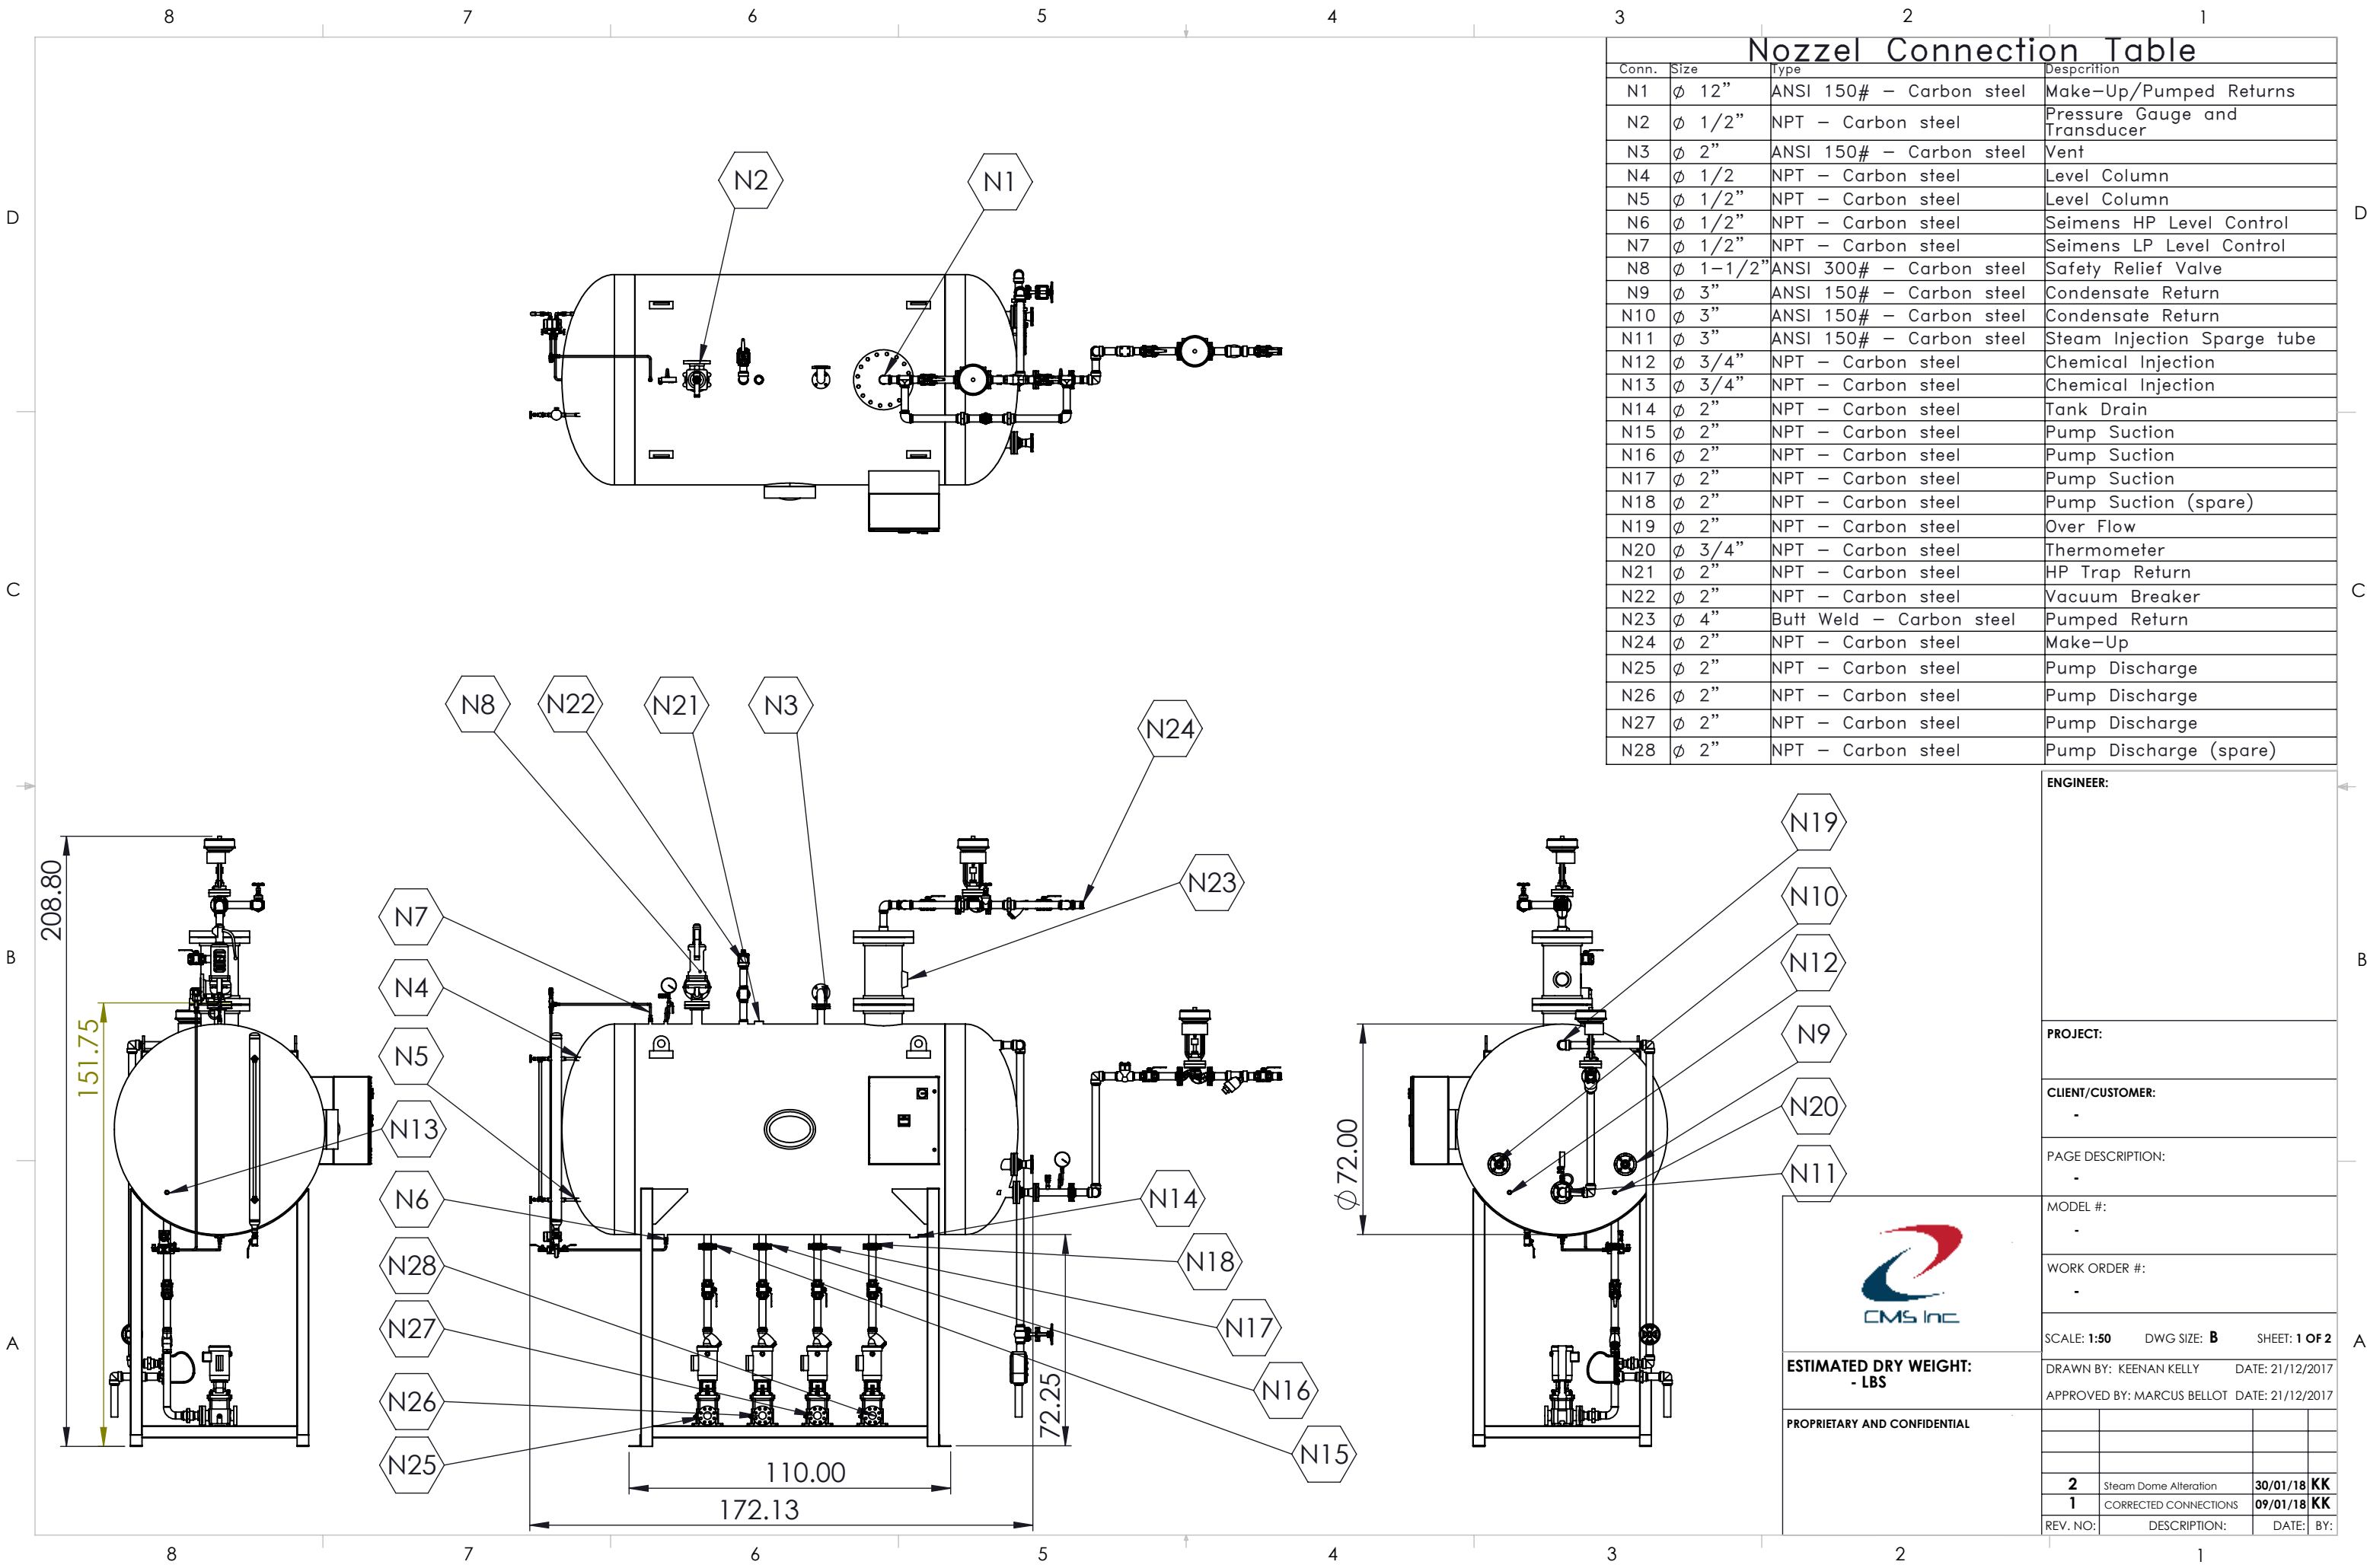 8 7 6 5 4 3 2 1
Nozzel Connection Table
Conn. Size Type Despcrition
N1 ⌀ 12" ANSI 150# – Carbon steel Make–Up/Pumped Returns
N2 ⌀ 1/2" NPT – Carbon steel Pressure Gauge and
Transducer
N3 ⌀ 2" ANSI 150# – Carbon steel Vent
N4 ⌀ 1/2 NPT – Carbon steel Level Column
N5 ⌀ 1/2" NPT – Carbon steel Level Column
N6 ⌀ 1/2" NPT – Carbon steel Seimens HP Level Control
N7 ⌀ 1/2" NPT – Carbon steel Seimens LP Level Control
N8 ⌀ 1–1/2" ANSI 300# – Carbon steel Safety Relief Valve
N9 ⌀ 3" ANSI 150# – Carbon steel Condensate Return
N10 ⌀ 3" ANSI 150# – Carbon steel Condensate Return
N11 ⌀ 3" ANSI 150# – Carbon steel Steam Injection Sparge tube
N12 ⌀ 3/4" NPT – Carbon steel Chemical Injection
N13 ⌀ 3/4" NPT – Carbon steel Chemical Injection
N14 ⌀ 2" NPT – Carbon steel Tank Drain
N15 ⌀ 2" NPT – Carbon steel Pump Suction
N16 ⌀ 2" NPT – Carbon steel Pump Suction
N17 ⌀ 2" NPT – Carbon steel Pump Suction
N18 ⌀ 2" NPT – Carbon steel Pump Suction (spare)
N19 ⌀ 2" NPT – Carbon steel Over Flow
N20 ⌀ 3/4" NPT – Carbon steel Thermometer
N21 ⌀ 2" NPT – Carbon steel HP Trap Return
N22 ⌀ 2" NPT – Carbon steel Vacuum Breaker
N23 ⌀ 4" Butt Weld – Carbon steel Pumped Return
N24 ⌀ 2" NPT – Carbon steel Make–Up
N25 ⌀ 2" NPT – Carbon steel Pump Discharge
N26 ⌀ 2" NPT – Carbon steel Pump Discharge
N27 ⌀ 2" NPT – Carbon steel Pump Discharge
N28 ⌀ 2" NPT – Carbon steel Pump Discharge (spare)
N2 N1
D D
C C
N8 N22 N21 N3 N24
N23
N7
N4
N5
N13
N6
N28
N27
N26
N25
N14
N18
N17
N16
N15
N19
N10
N12
N9
N20
N11
208.80
151.75
⌀72.00
72.25
110.00
172.13
B B
A A
ENGINEER:
PROJECT:
CLIENT/CUSTOMER:
-
PAGE DESCRIPTION:
-
MODEL #:
-
WORK ORDER #:
-
CMS Inc
SCALE: 1:50 DWG SIZE: B SHEET: 1 OF 2
ESTIMATED DRY WEIGHT:
- LBS
DRAWN BY: KEENAN KELLY DATE: 21/12/2017
APPROVED BY: MARCUS BELLOT DATE: 21/12/2017
PROPRIETARY AND CONFIDENTIAL
2 Steam Dome Alteration 30/01/18 KK
1 CORRECTED CONNECTIONS 09/01/18 KK
REV. NO: DESCRIPTION: DATE: BY:
8 7 6 5 4 3 2 1